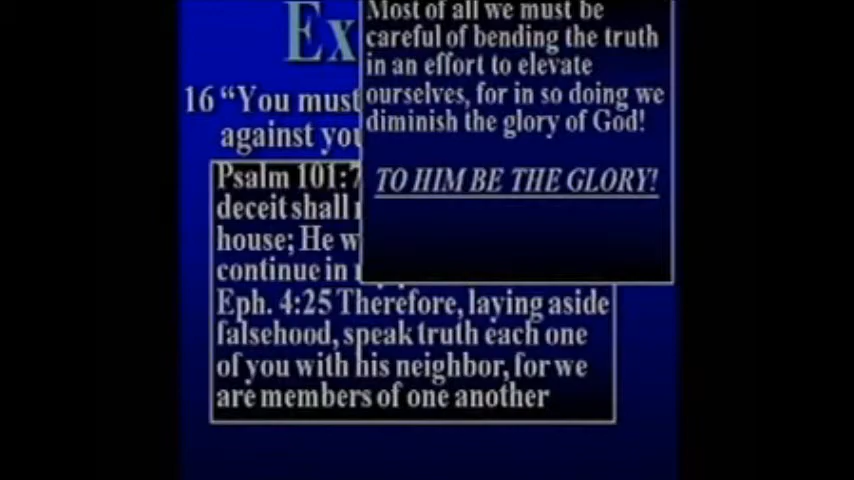 Ex
16 “You must
against you
Psalm 101:7
deceit shall
house; He w
continue in
Eph. 4:25 Therefore, laying aside
falsehood, speak truth each one
of you with his neighbor, for we
are members of one another
Most of all we must be
careful of bending the truth
in an effort to elevate
ourselves, for in so doing we
diminish the glory of God!
TO HIM BE THE GLORY!